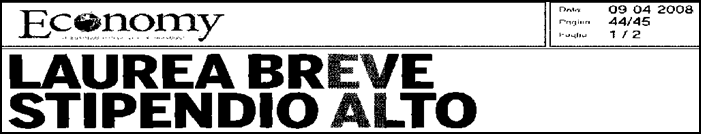 Economy
Data 09 04 2008
Pagina 44/45
Foglio 1 / 2
LAUREA BREVE
STIPENDIO ALTO